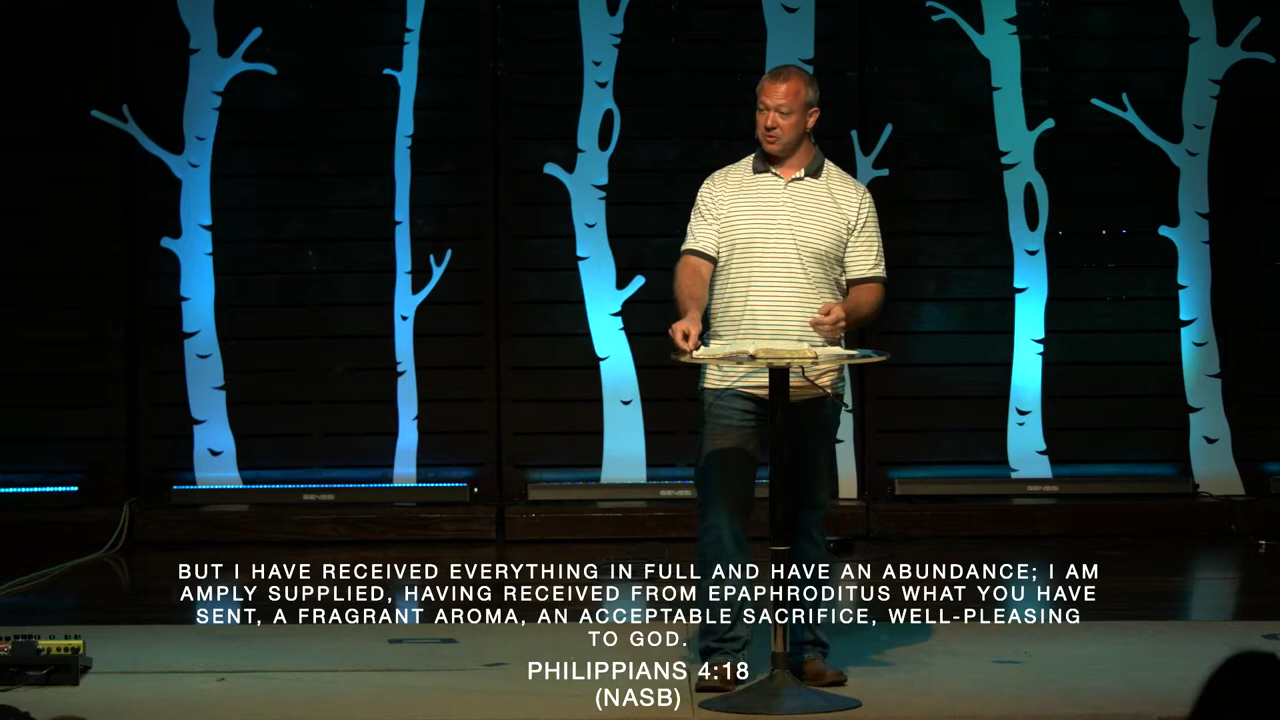 BUT I HAVE RECEIVED EVERYTHING IN FULL AND HAVE AN ABUNDANCE; I AM
AMPLY SUPPLIED, HAVING RECEIVED FROM EPAPHRODITUS WHAT YOU HAVE
SENT, A FRAGRANT AROMA, AN ACCEPTABLE SACRIFICE, WELL-PLEASING
TO GOD.
PHILIPPIANS 4:18
(NASB)